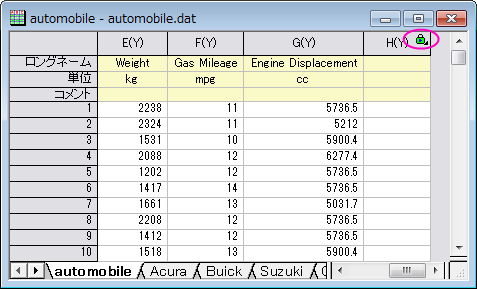 automobile - automobile.dat
E(Y) F(Y) G(Y) H(Y)
ロングネーム Weight Gas Mileage Engine Displacement
単位 kg mpg cc
コメント
1 2238 11 5736.5
2 2324 11 5212
3 1531 10 5900.4
4 2088 12 6277.4
5 1202 12 5736.5
6 1417 14 5736.5
7 1661 13 5031.7
8 2208 12 5736.5
9 1412 12 5736.5
10 1518 13 5900.4
automobile Acura Buick Suzuki